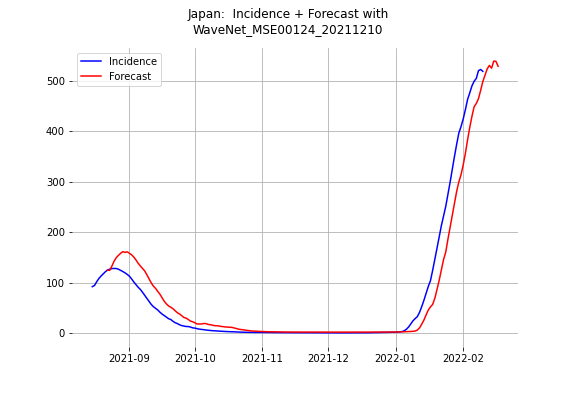 Japan:  Incidence + Forecast with
WaveNet_MSE00124_20211210
Incidence
Forecast
500
400
300
200
100
0
2021-09 2021-10 2021-11 2021-12 2022-01 2022-02